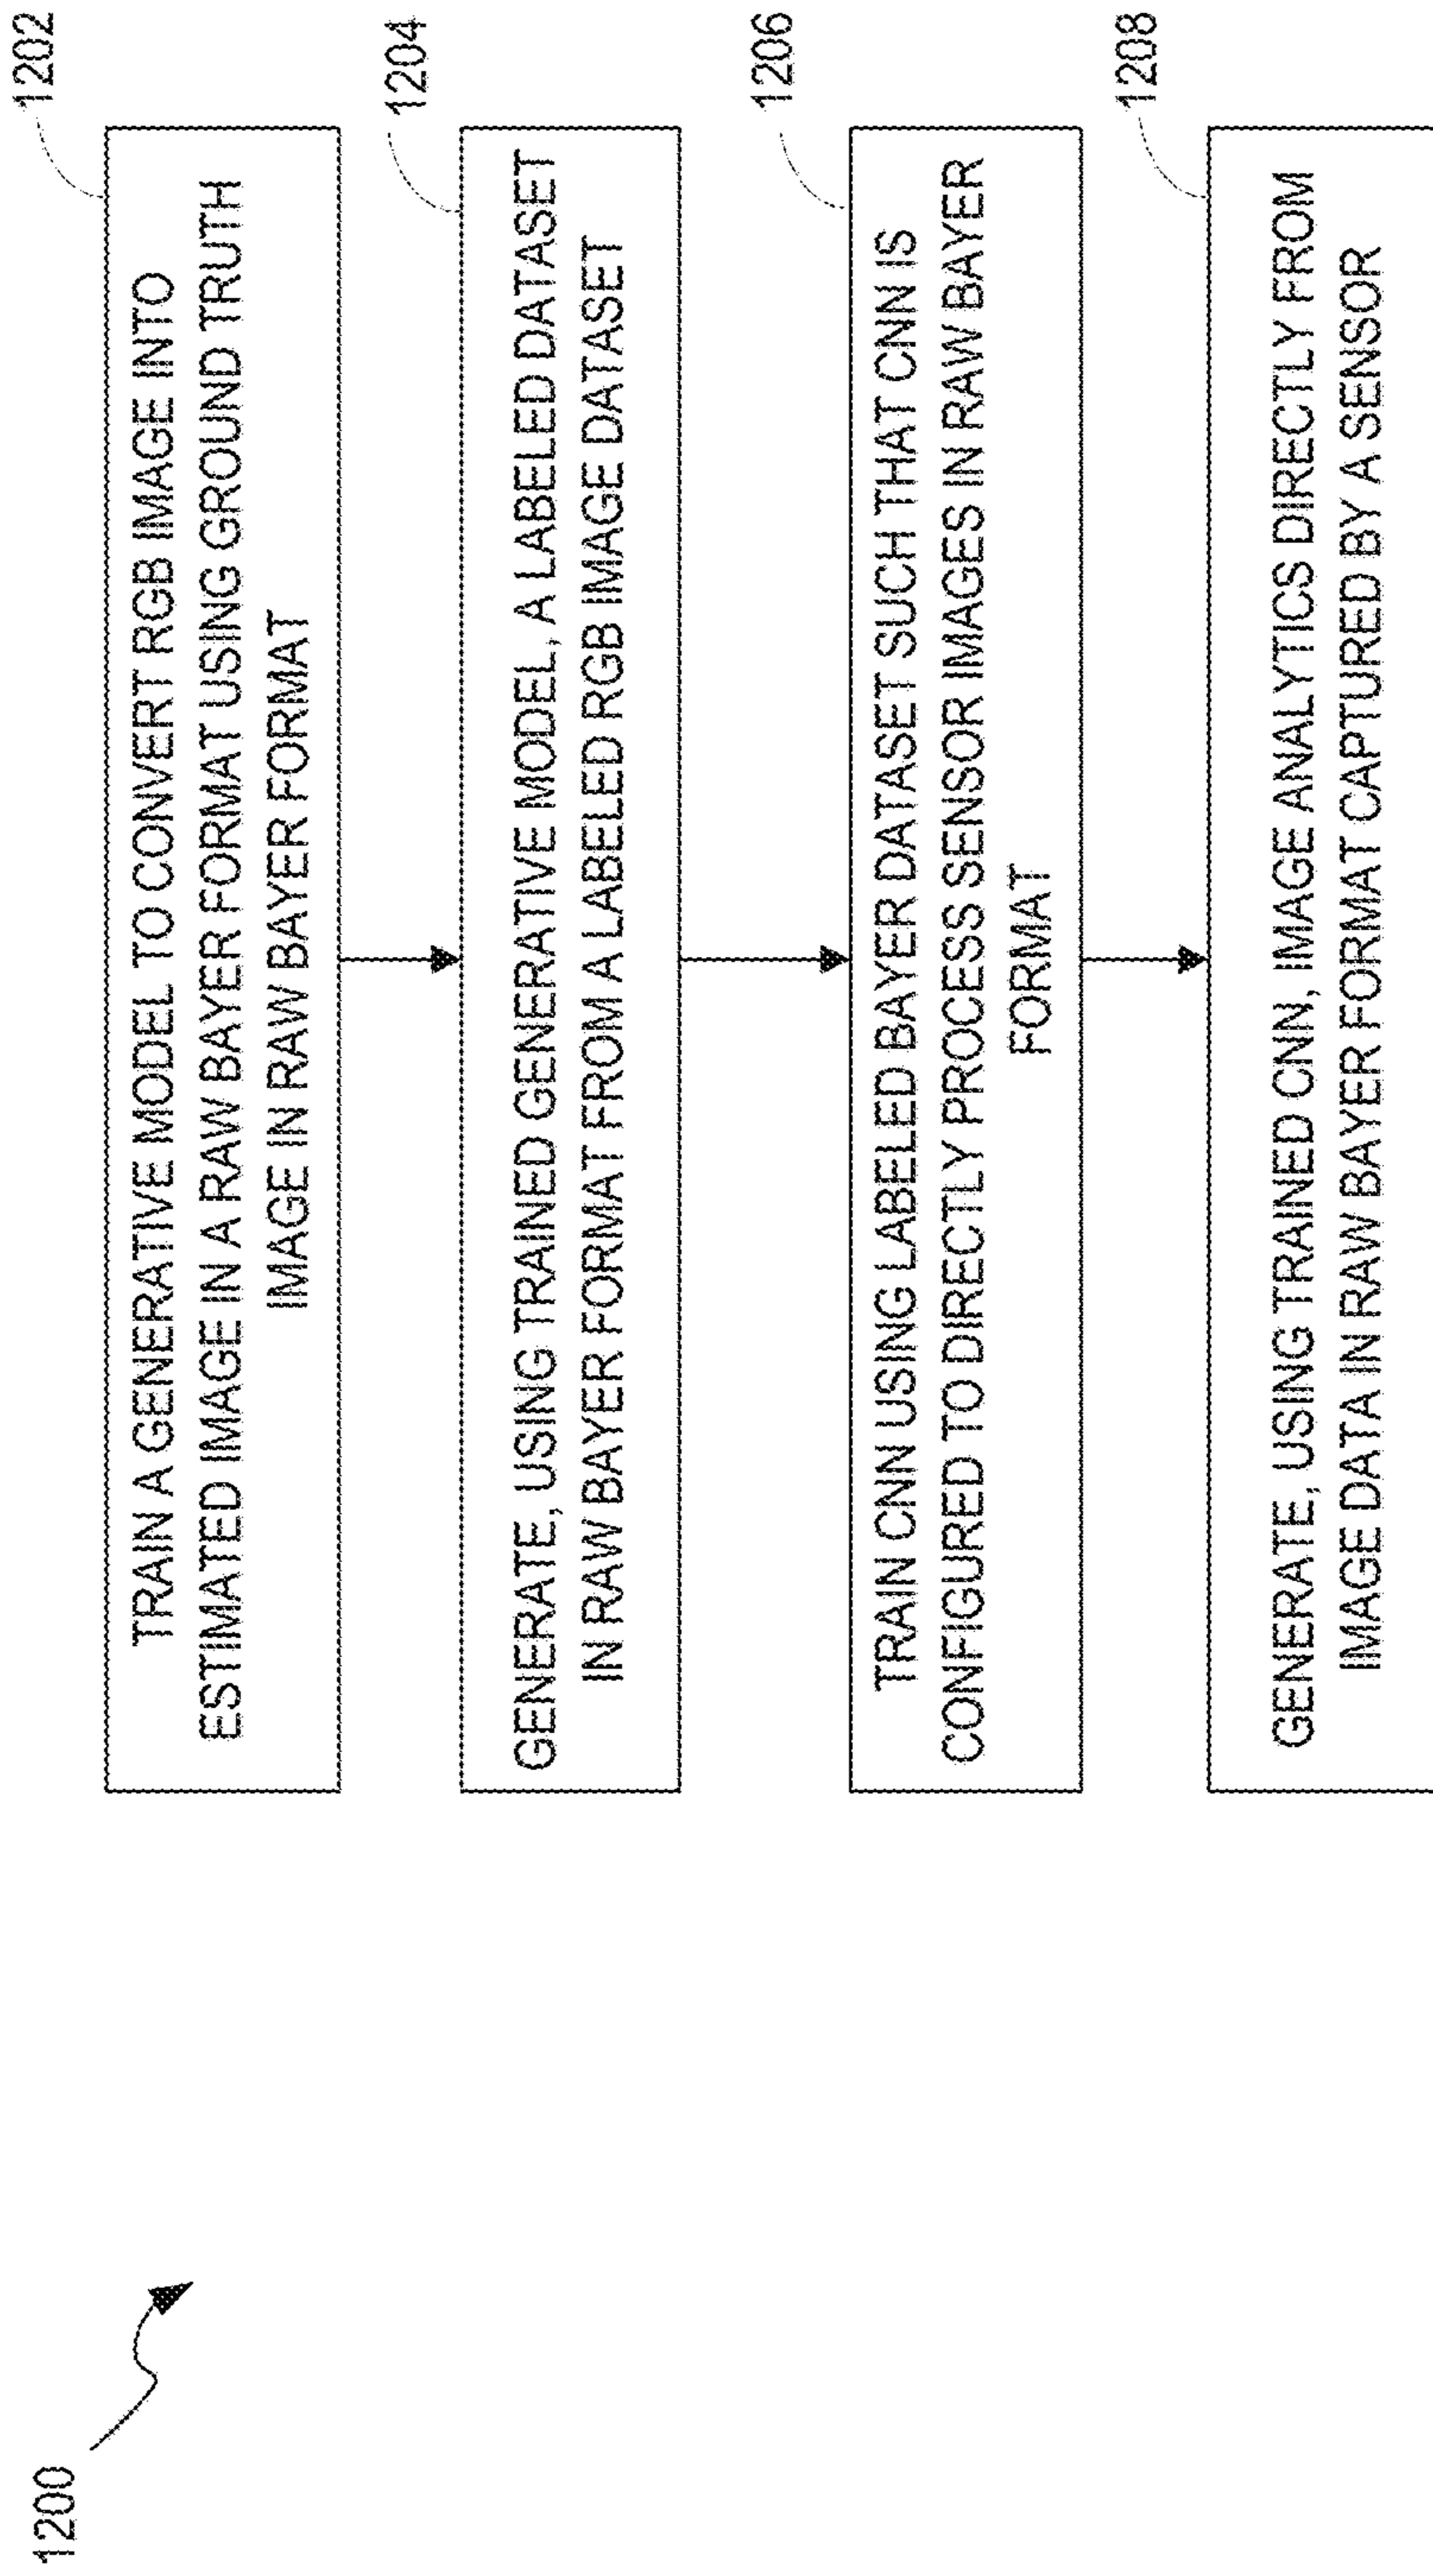 1200
1202
TRAIN A GENERATIVE MODEL TO CONVERT RGB IMAGE INTO
ESTIMATED IMAGE IN A RAW BAYER FORMAT USING GROUND TRUTH
IMAGE IN RAW BAYER FORMAT
1204
GENERATE, USING TRAINED GENERATIVE MODEL, A LABELED DATASET
IN RAW BAYER FORMAT FROM A LABELED RGB IMAGE DATASET
1206
TRAIN CNN USING LABELED BAYER DATASET SUCH THAT CNN IS
CONFIGURED TO DIRECTLY PROCESS SENSOR IMAGES IN RAW BAYER
FORMAT
1208
GENERATE, USING TRAINED CNN, IMAGE ANALYTICS DIRECTLY FROM
IMAGE DATA IN RAW BAYER FORMAT CAPTURED BY A SENSOR